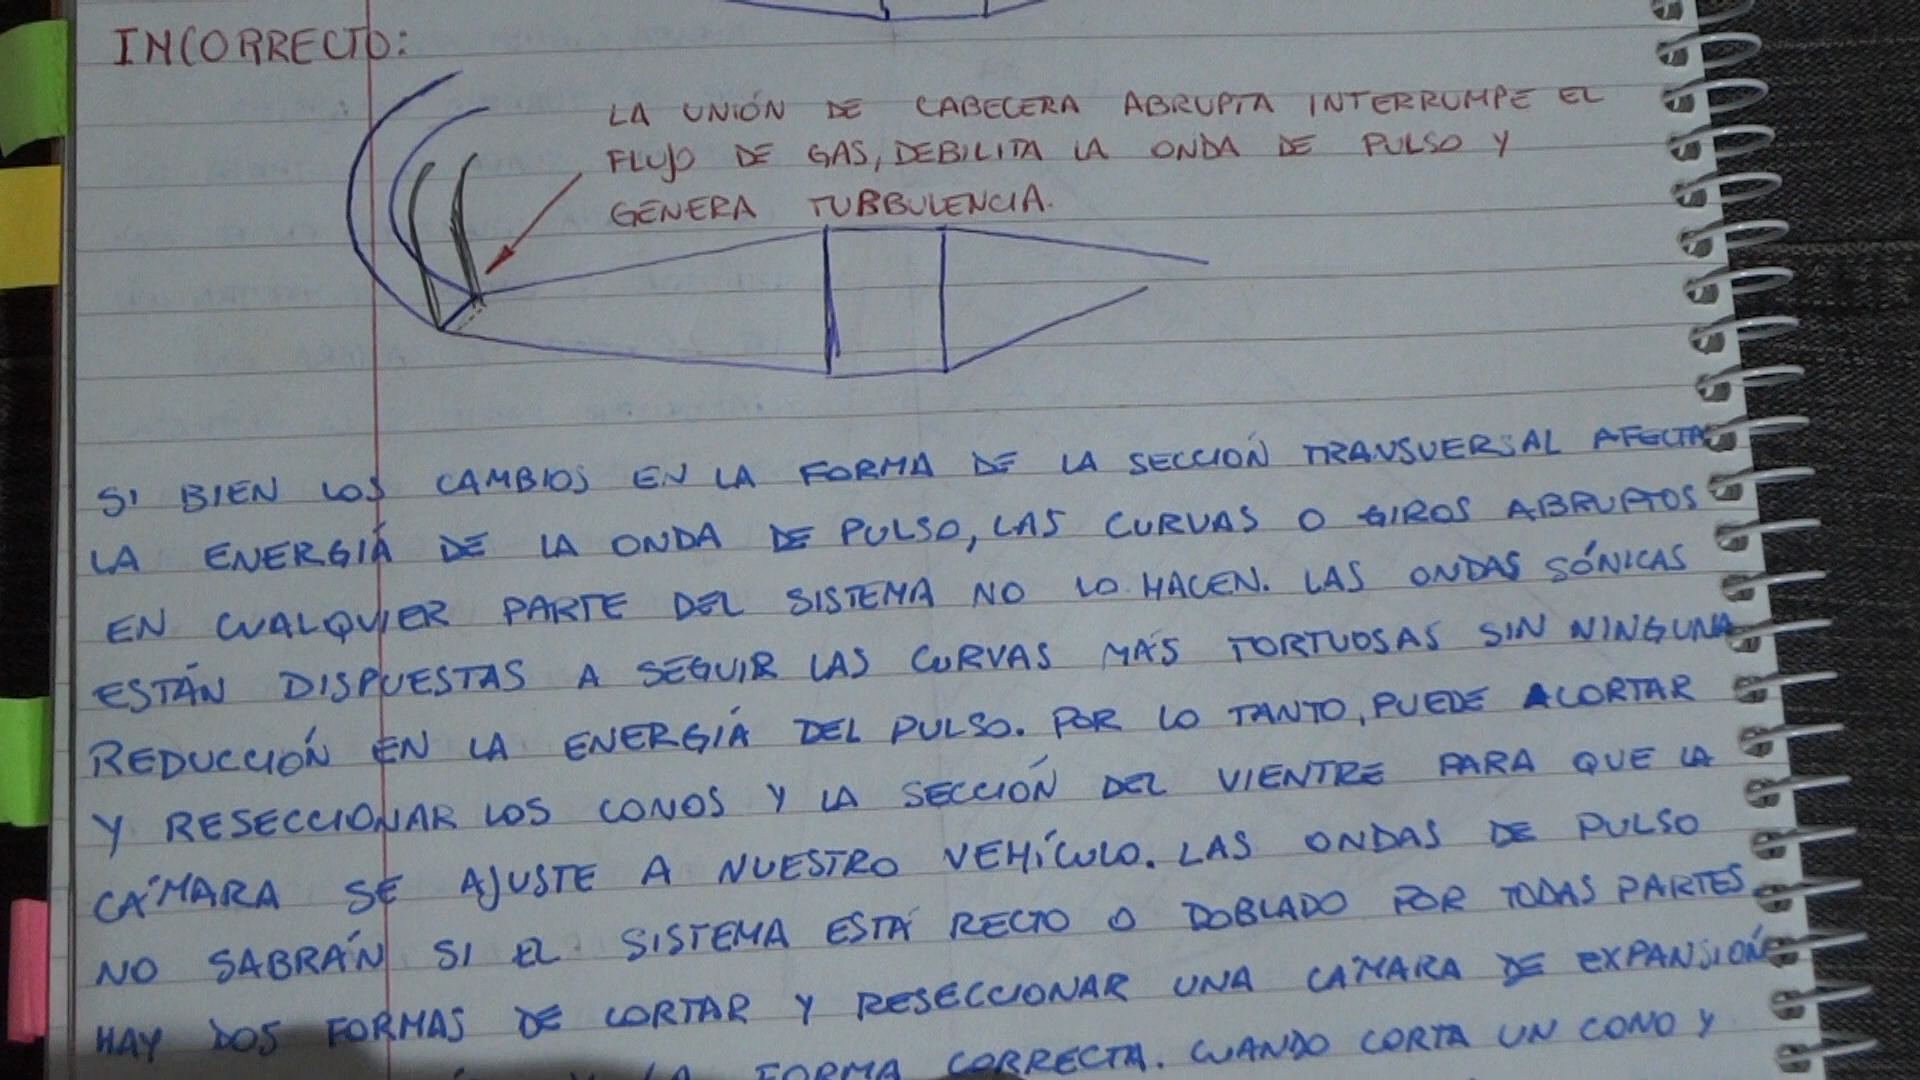 INCORRECTO:
LA UNIÓN DE CABECERA ABRUPTA INTERRUMPE EL
FLUJO DE GAS, DEBILITA LA ONDA DE PULSO Y
GENERA TURBULENCIA.
SI BIEN LOS CAMBIOS EN LA FORMA DE LA SECCIÓN TRANSVERSAL AFECTA
LA ENERGÍA DE LA ONDA DE PULSO, LAS CURVAS O GIROS ABRUPTOS
EN CUALQUIER PARTE DEL SISTEMA NO LO HACEN. LAS ONDAS SÓNICAS
ESTÁN DISPUESTAS A SEGUIR LAS CURVAS MÁS TORTUOSAS SIN NINGUNA
REDUCCIÓN EN LA ENERGÍA DEL PULSO. POR LO TANTO, PUEDE ACORTAR
Y RESECCIONAR LOS CONOS Y LA SECCIÓN DEL VIENTRE PARA QUE LA
CÁMARA SE AJUSTE A NUESTRO VEHÍCULO. LAS ONDAS DE PULSO
NO SABRÁN SI EL SISTEMA ESTÁ RECTO O DOBLADO POR TODAS PARTES
HAY DOS FORMAS DE CORTAR Y RESECCIONAR UNA CÁMARA DE EXPANSIÓN
LA FORMA CORRECTA. CUANDO CORTA UN CONO Y